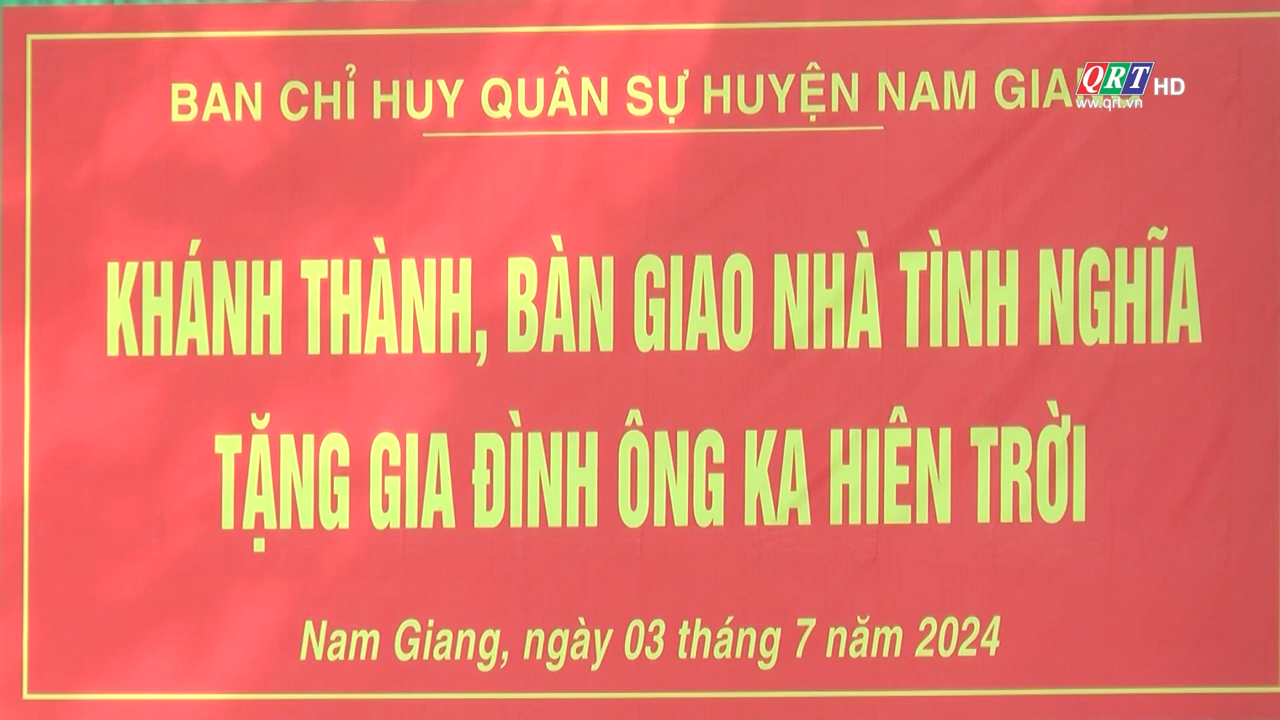 BAN CHỈ HUY QUÂN SỰ HUYỆN NAM GIANG
QRT HD
www.qrt.vn
KHÁNH THÀNH, BÀN GIAO NHÀ TÌNH NGHĨA
TẶNG GIA ĐÌNH ÔNG KA HIÊN TRỜI
Nam Giang, ngày 03 tháng 7 năm 2024